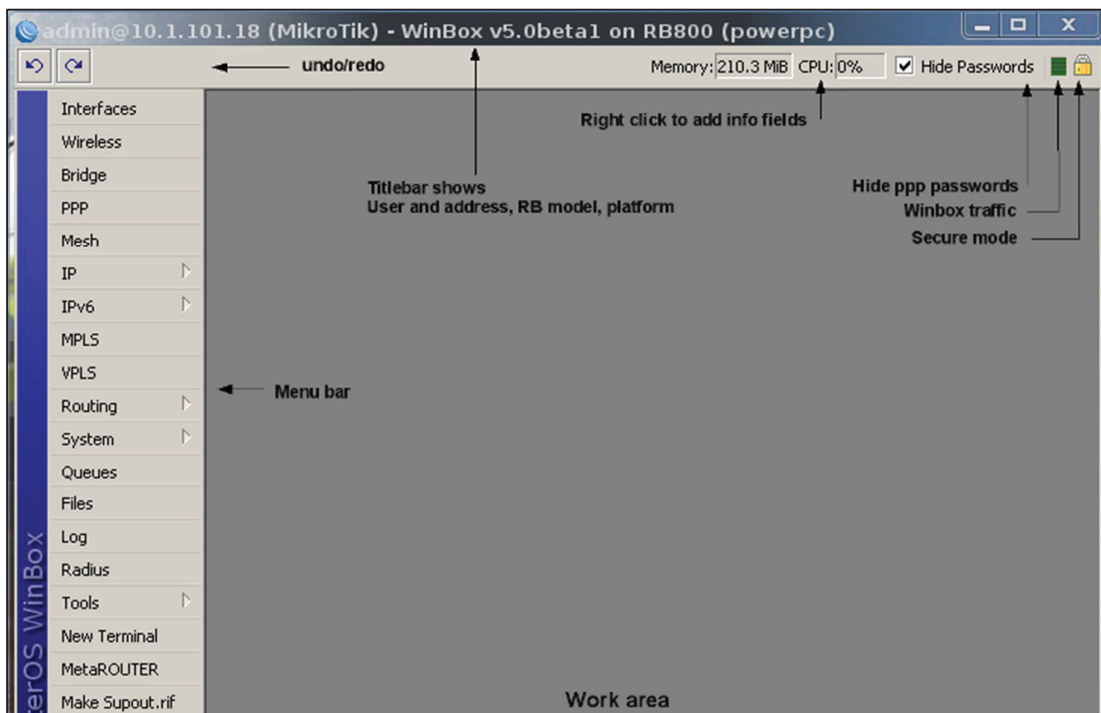 admin@10.1.101.18 (MikroTik) - WinBox v5.0beta1 on RB800 (powerpc)
undo/redo
Memory: 210.3 MiB CPU: 0% Hide Passwords
Right click to add info fields
Titlebar shows
User and address, RB model, platform
Hide ppp passwords
Winbox traffic
Secure mode
Interfaces
Wireless
Bridge
PPP
Mesh
IP
IPv6
MPLS
VPLS
Routing
System
Queues
Files
Log
Radius
Tools
New Terminal
MetaROUTER
Make Supout.rif
Menu bar
Work area
terOS WinBox